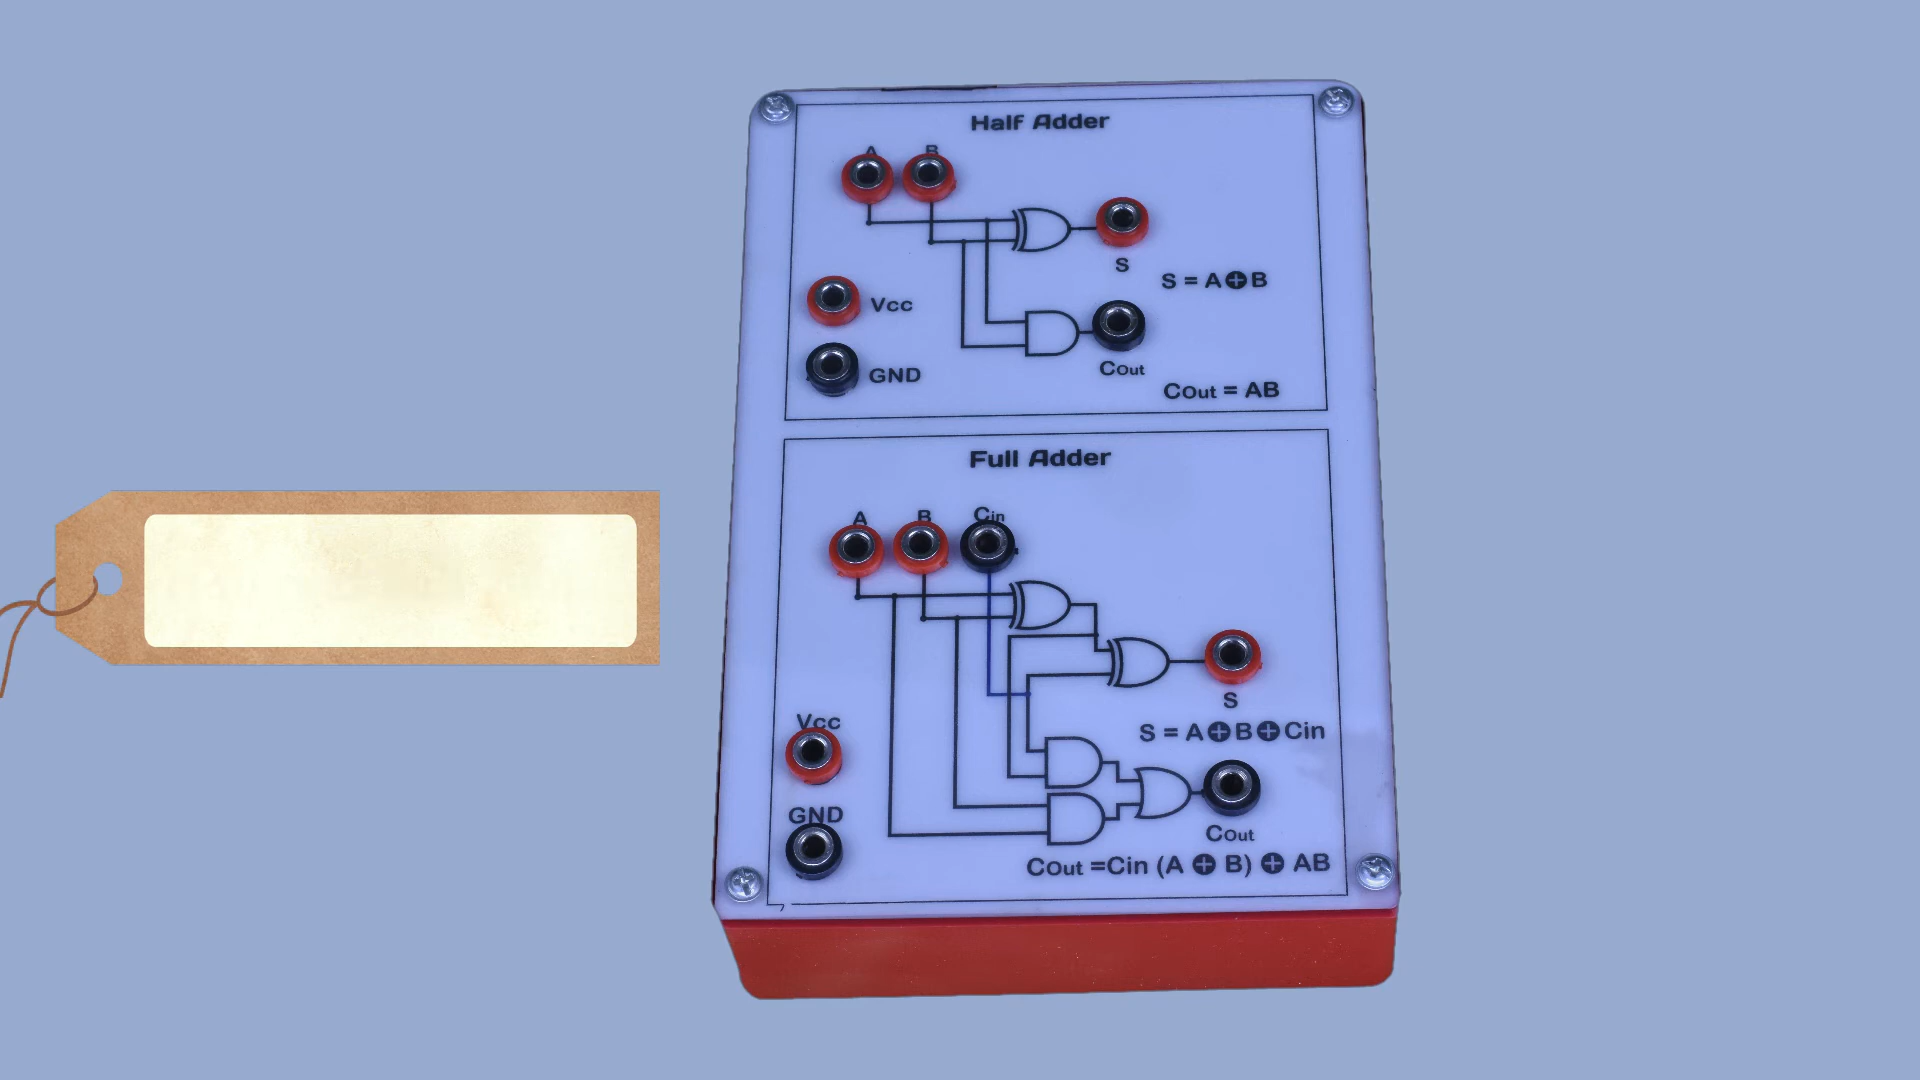 Half Adder
A B
S
S = A⊕B
Vcc
GND
COut
COut = AB
Full Adder
A B Cin
S
S = A⊕B⊕Cin
Vcc
GND
COut
COut =Cin (A ⊕ B) ⊕ AB